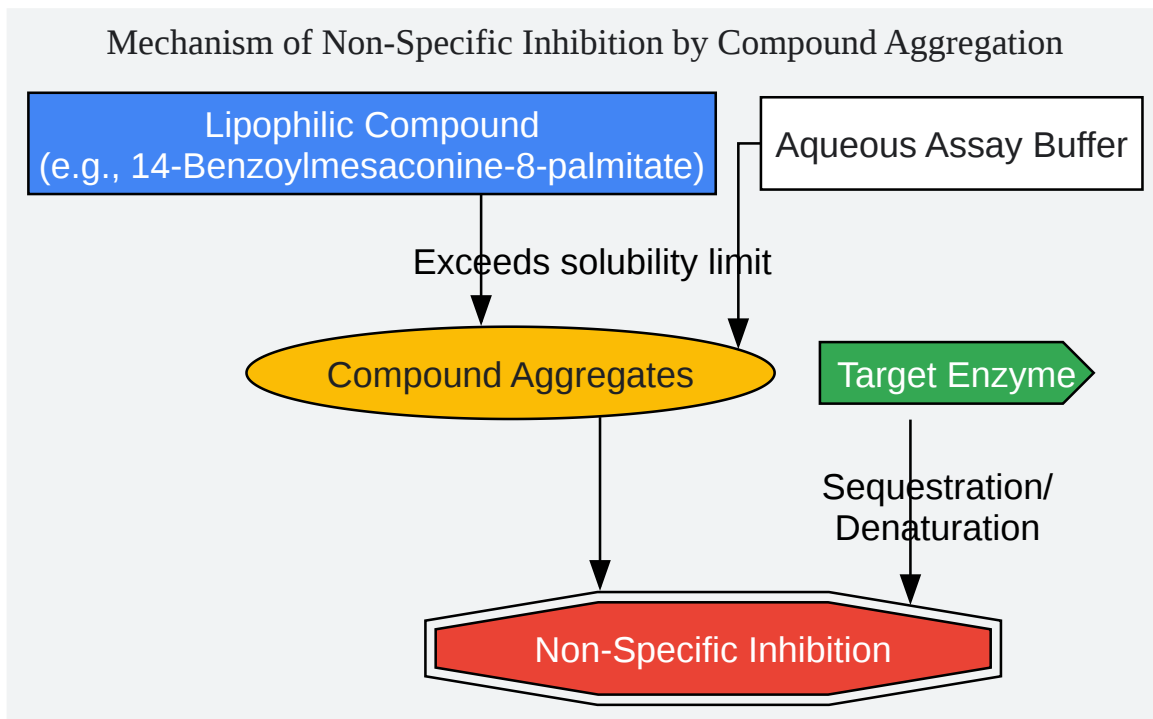 Mechanism of Non-Specific Inhibition by Compound Aggregation
Lipophilic Compound
(e.g., 14-Benzoylmesaconine-8-palmitate)
Aqueous Assay Buffer
Exceeds solubility limit
Compound Aggregates
Target Enzyme
Sequestration/
Denaturation
Non-Specific Inhibition